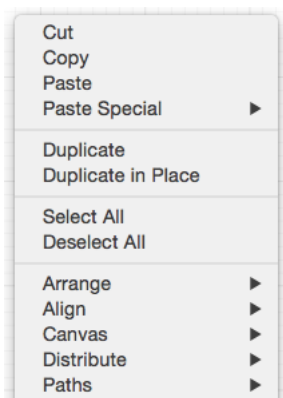 Cut
Copy
Paste
Paste Special
Duplicate
Duplicate in Place
Select All
Deselect All
Arrange
Align
Canvas
Distribute
Paths